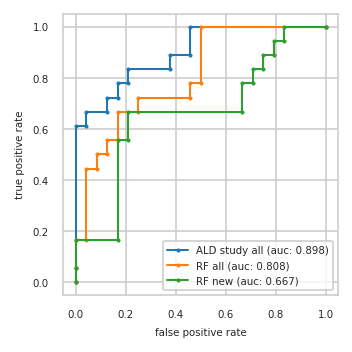 1.0
0.8
0.6
0.4
0.2
0.0
true positive rate
ALD study all (auc: 0.898)
RF all (auc: 0.808)
RF new (auc: 0.667)
0.0 0.2 0.4 0.6 0.8 1.0
false positive rate